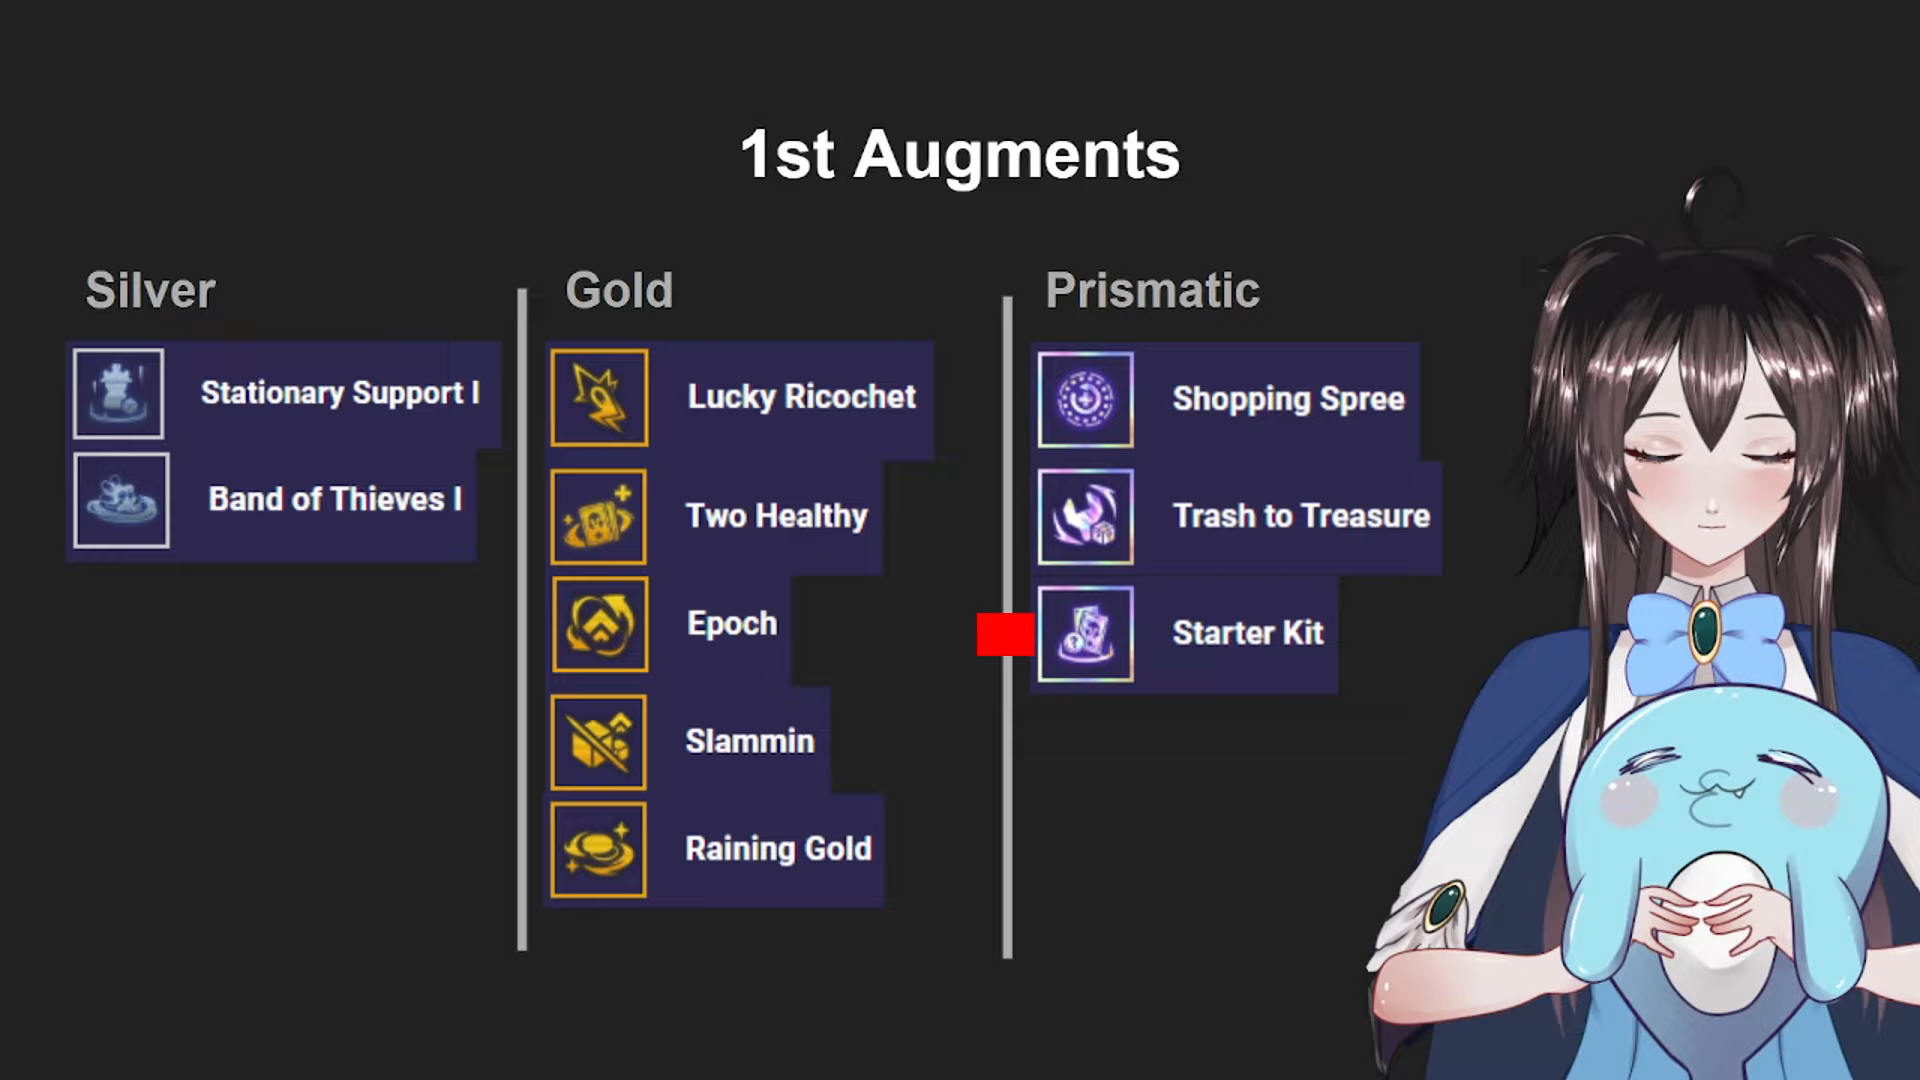 1st Augments
Silver
Stationary Support I
Band of Thieves I
Gold
Lucky Ricochet
Two Healthy
Epoch
Slammin
Raining Gold
Prismatic
Shopping Spree
Trash to Treasure
Starter Kit